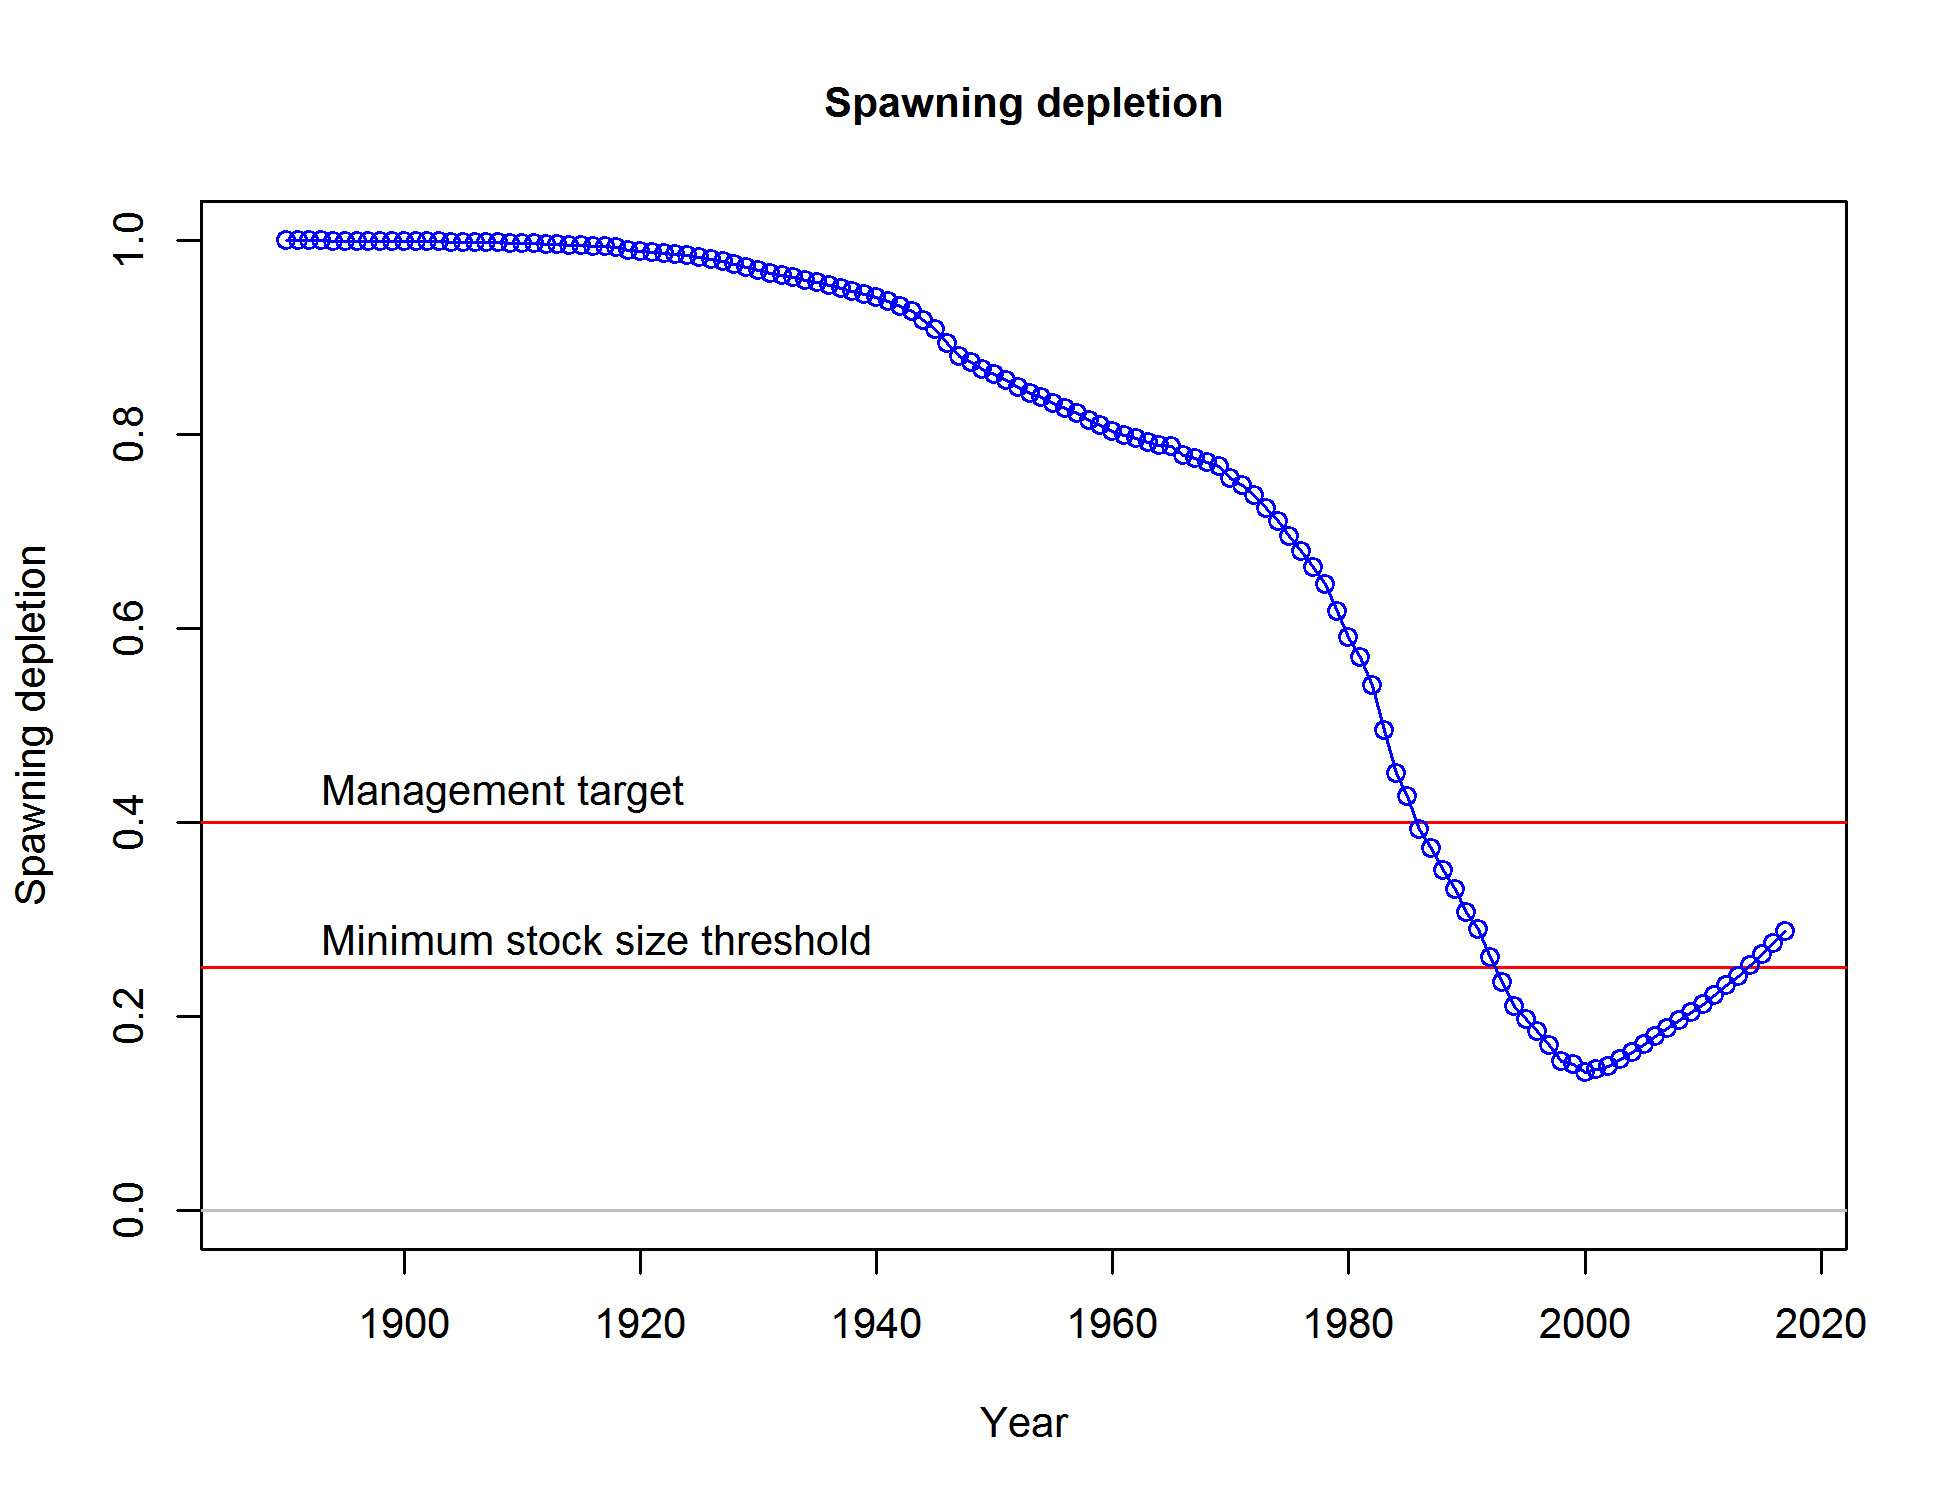 Spawning depletion
1.0
0.8
0.6
0.4
0.2
0.0
Spawning depletion
Management target
Minimum stock size threshold
1900 1920 1940 1960 1980 2000 2020
Year